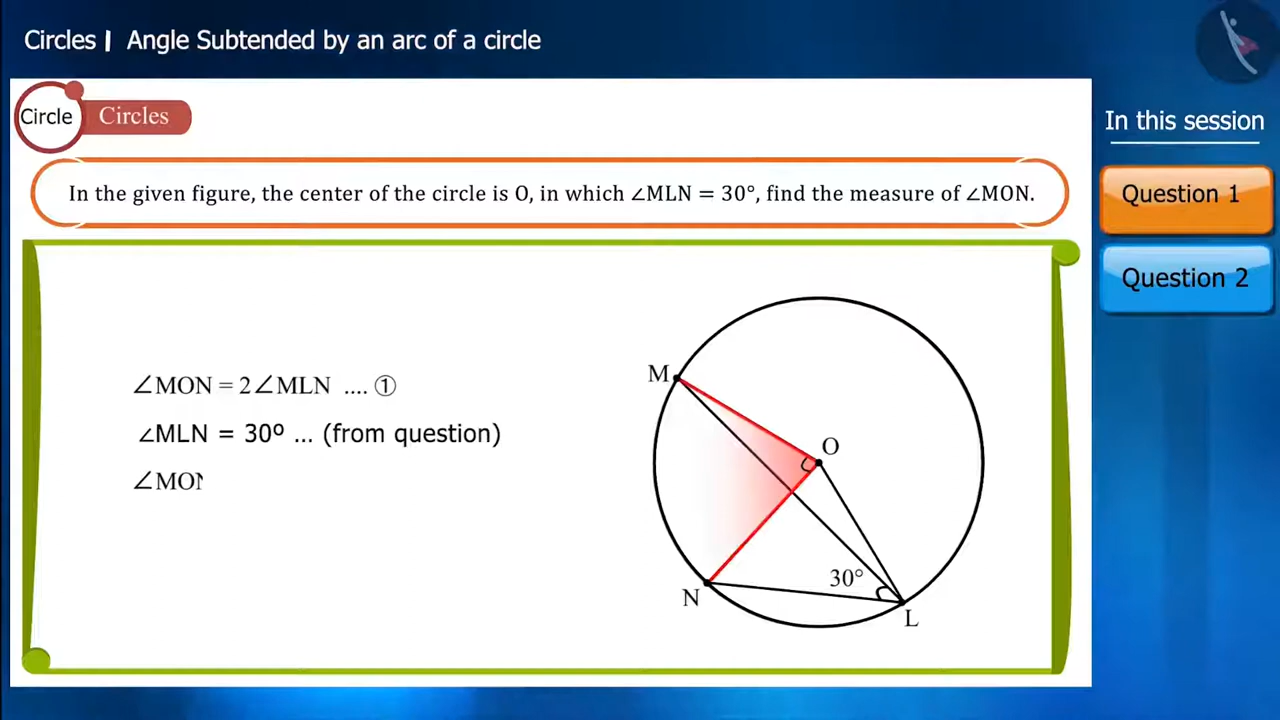 Circles | Angle Subtended by an arc of a circle
Circle Circles
In this session
In the given figure, the center of the circle is O, in which ∠MLN = 30°, find the measure of ∠MON.
Question 1
Question 2
∠MON = 2∠MLN .... ①
∠MLN = 30º ... (from question)
∠MON
M
O
30°
N
L